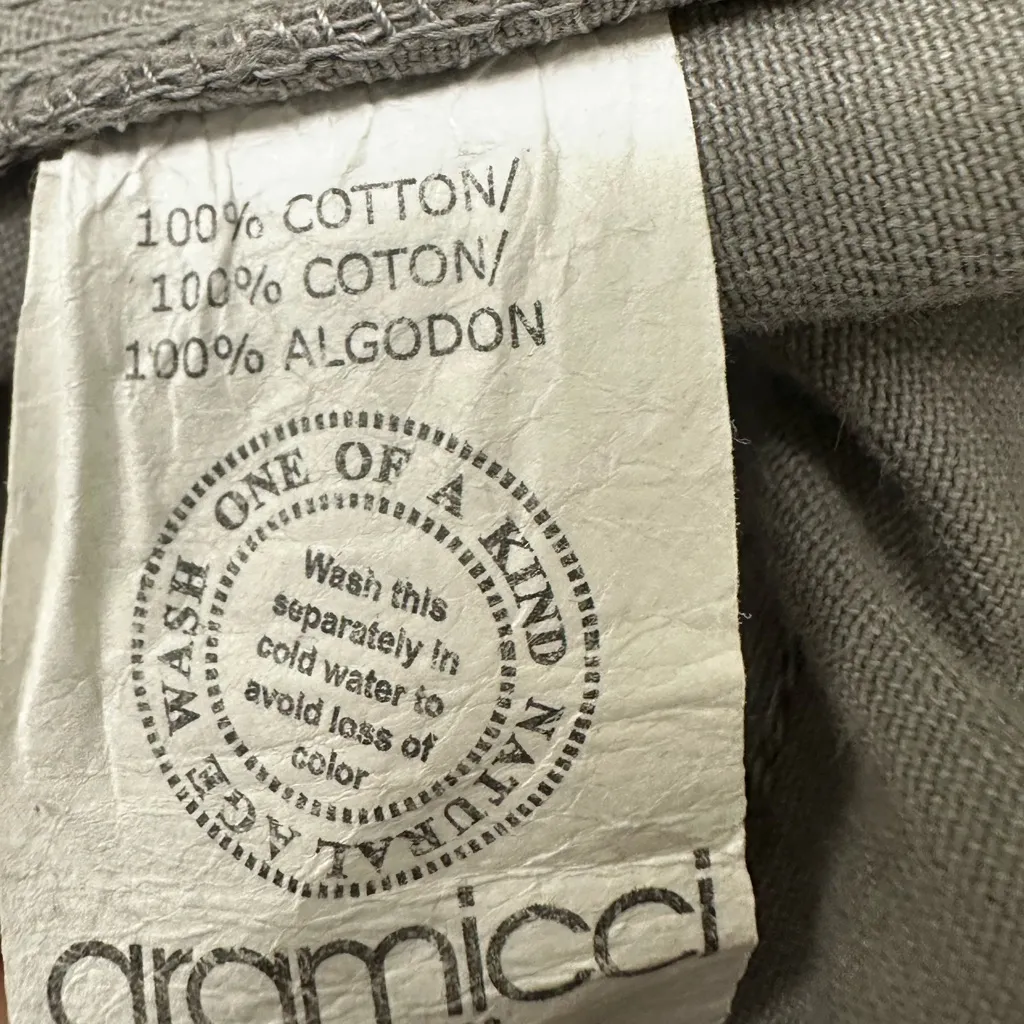 100% COTTON/
100% COTON/
100% ALGODON
ONE OF A KIND NATURAL AGE WASH
Wash this
separately in
cold water to
avoid loss of
color
gramicci